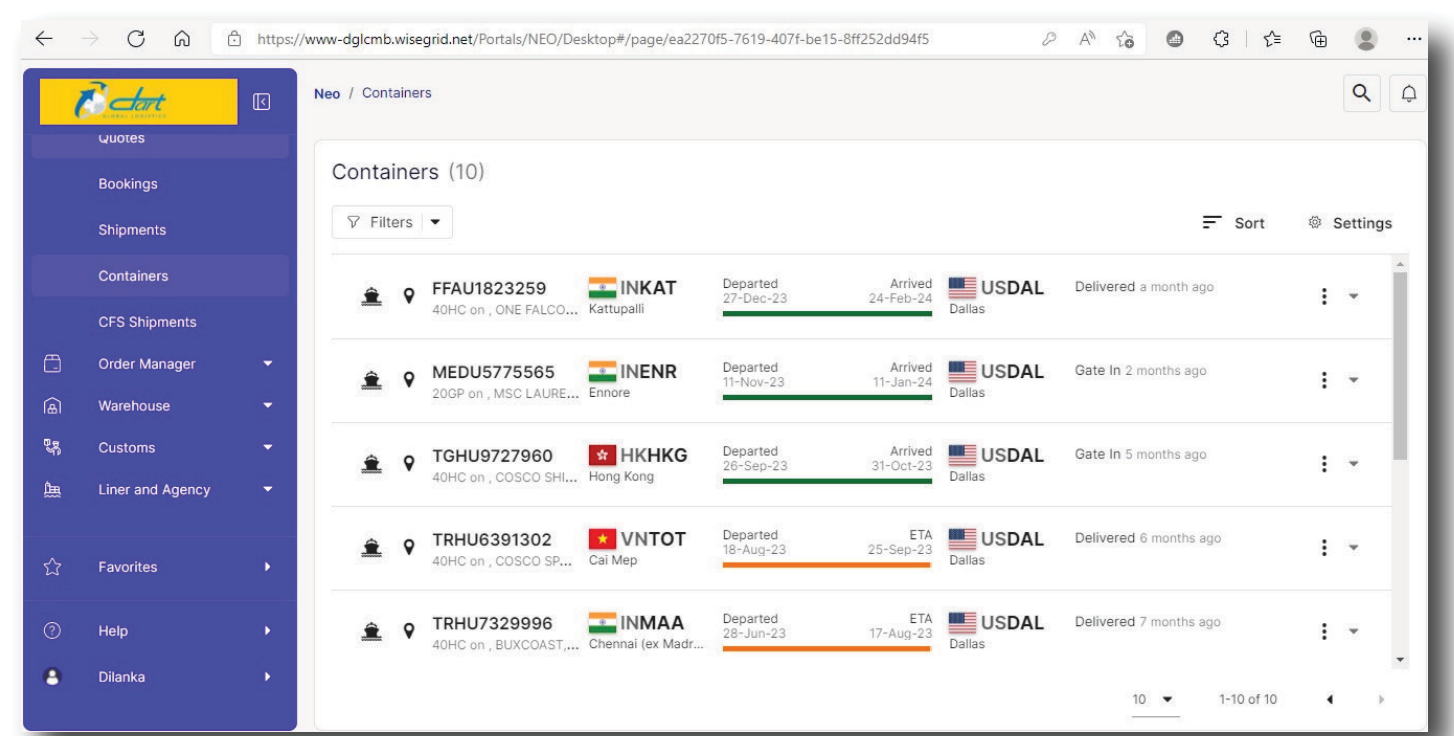 https://www-dglcmb.wisegrid.net/Portals/NEO/Desktop#/page/ea2270f5-7619-407f-be15-8ff252dd94f5
dart
GLOBAL LOGISTICS
Quotes
Bookings
Shipments
Containers
CFS Shipments
Order Manager
Warehouse
Customs
Liner and Agency
Favorites
Help
Dilanka
Neo / Containers
Containers (10)
Filters
Sort Settings
FFAU1823259 INKAT Departed Arrived USDAL Delivered a month ago
40HC on , ONE FALCO... Kattupalli 27-Dec-23 24-Feb-24 Dallas
MEDU5775565 INENR Departed Arrived USDAL Gate In 2 months ago
20GP on , MSC LAURE... Ennore 11-Nov-23 11-Jan-24 Dallas
TGHU9727960 HKHKG Departed Arrived USDAL Gate In 5 months ago
40HC on , COSCO SHI... Hong Kong 26-Sep-23 31-Oct-23 Dallas
TRHU6391302 VNTOT Departed ETA USDAL Delivered 6 months ago
40HC on , COSCO SP... Cai Mep 18-Aug-23 25-Sep-23 Dallas
TRHU7329996 INMAA Departed ETA USDAL Delivered 7 months ago
40HC on , BUXCOAST,... Chennai (ex Madr... 28-Jun-23 17-Aug-23 Dallas
10 1-10 of 10